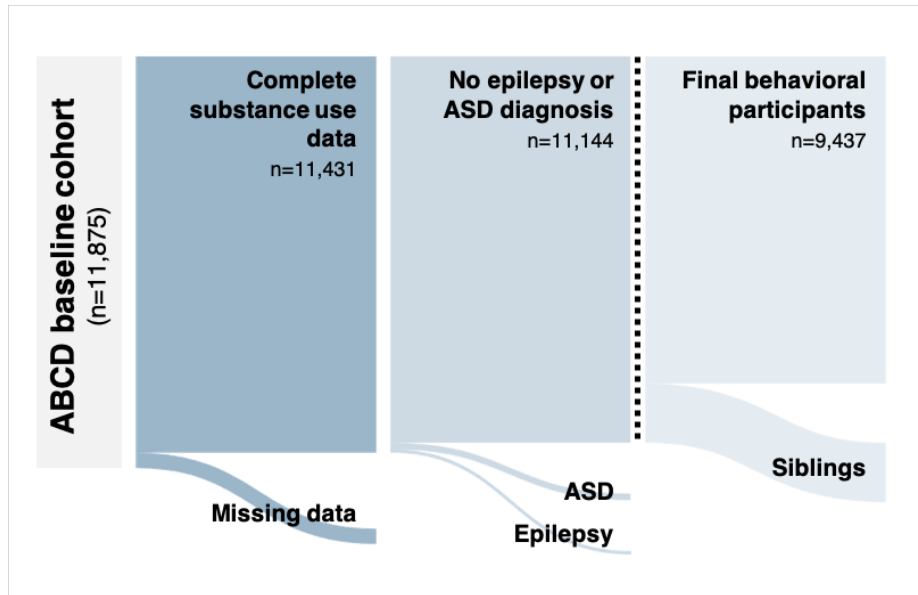 ABCD baseline cohort
(n=11,875)
Complete
substance use
data
n=11,431
Missing data
No epilepsy or
ASD diagnosis
n=11,144
ASD
Epilepsy
Final behavioral
participants
n=9,437
Siblings